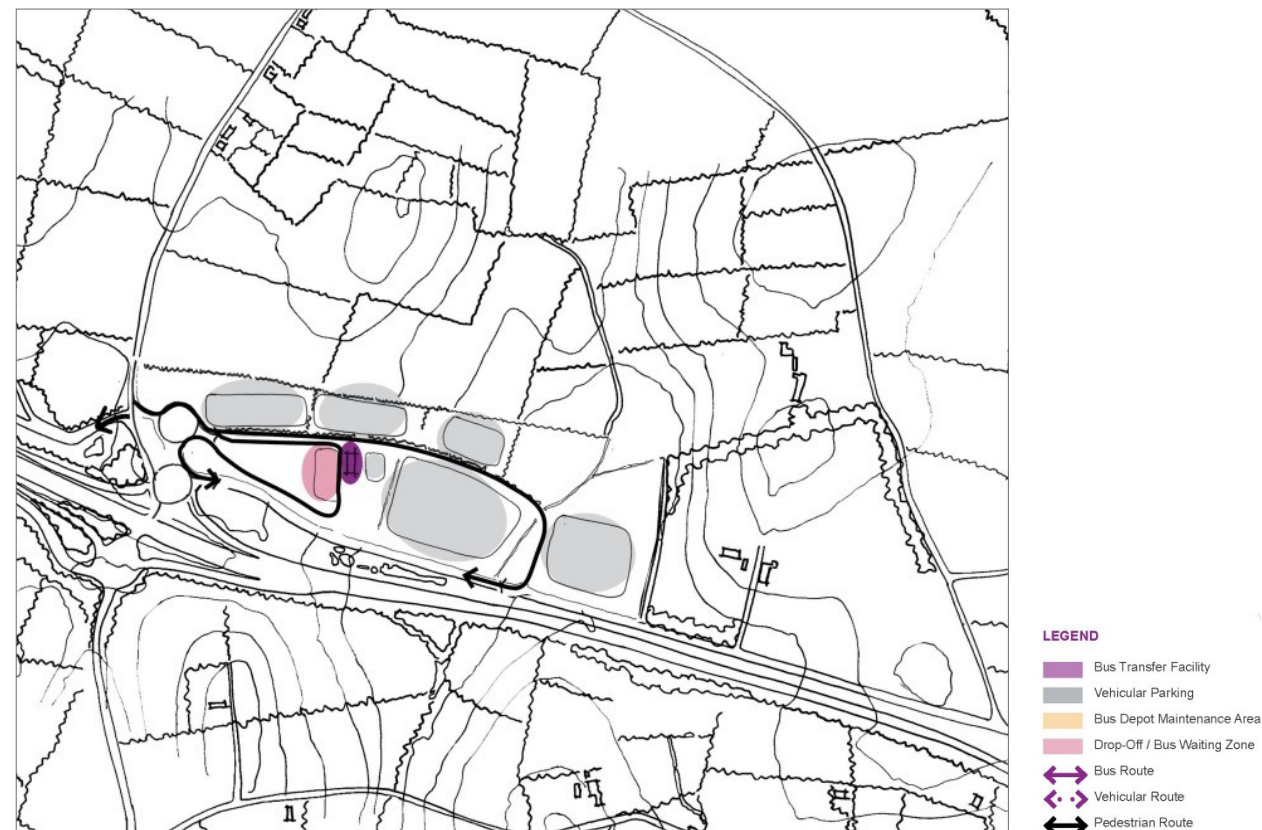 LEGEND
Bus Transfer Facility
Vehicular Parking
Bus Depot Maintenance Area
Drop-Off / Bus Waiting Zone
Bus Route
Vehicular Route
Pedestrian Route